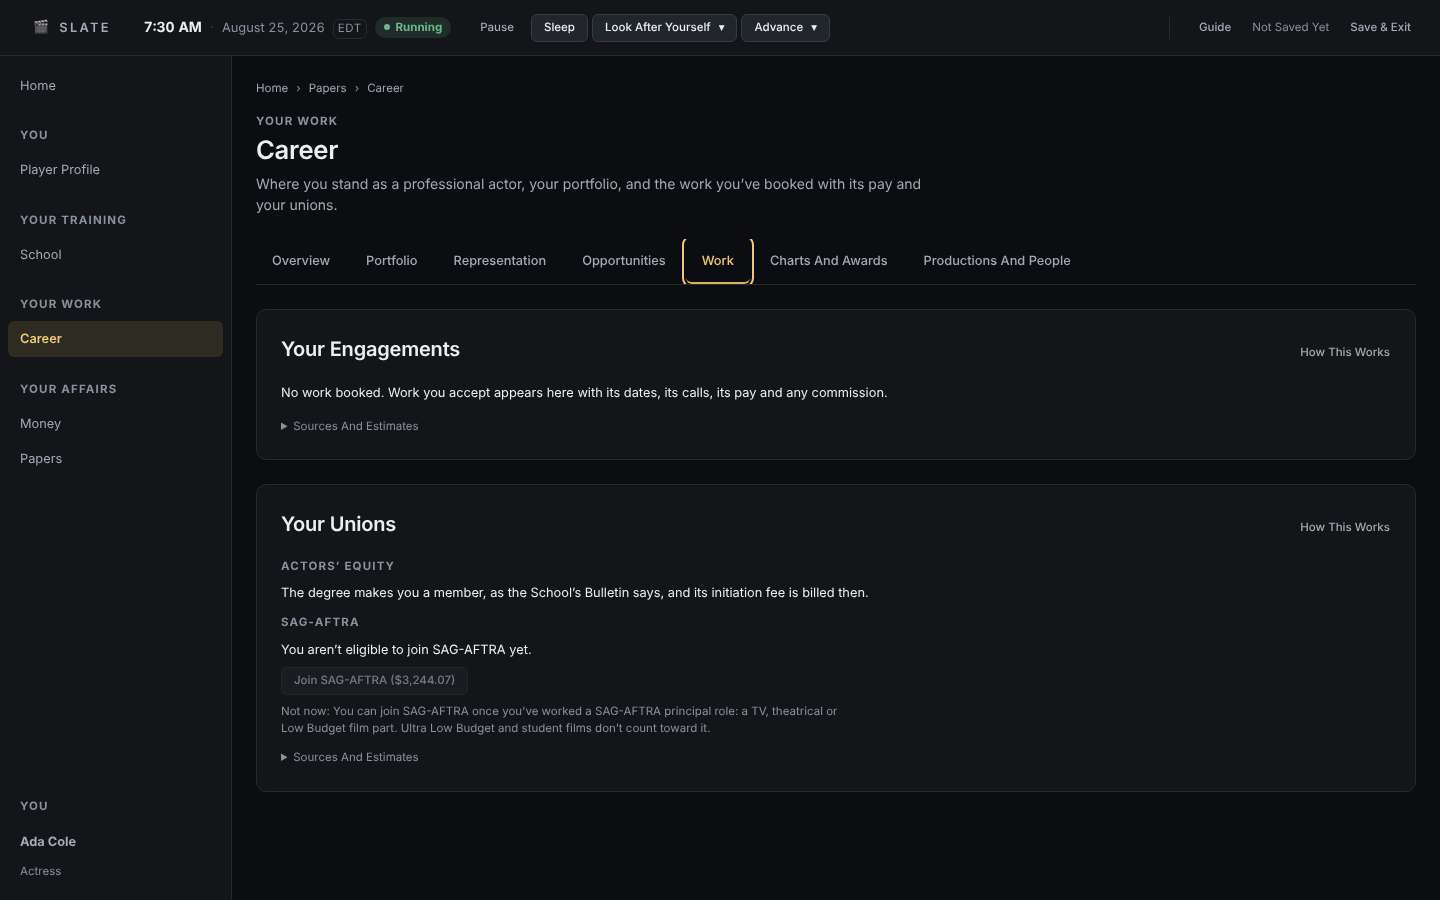 SLATE
7:30 AM · August 25, 2026 EDT Running
Pause
Sleep
Look After Yourself
Advance
Guide
Not Saved Yet
Save & Exit
Home
YOU
Player Profile
YOUR TRAINING
School
YOUR WORK
Career
YOUR AFFAIRS
Money
Papers
YOU
Ada Cole
Actress
Home › Papers › Career
YOUR WORK
Career
Where you stand as a professional actor, your portfolio, and the work you’ve booked with its pay and
your unions.
Overview
Portfolio
Representation
Opportunities
Work
Charts And Awards
Productions And People
Your Engagements
How This Works
No work booked. Work you accept appears here with its dates, its calls, its pay and any commission.
Sources And Estimates
Your Unions
How This Works
ACTORS’ EQUITY
The degree makes you a member, as the School’s Bulletin says, and its initiation fee is billed then.
SAG-AFTRA
You aren’t eligible to join SAG-AFTRA yet.
Join SAG-AFTRA ($3,244.07)
Not now: You can join SAG-AFTRA once you’ve worked a SAG-AFTRA principal role: a TV, theatrical or
Low Budget film part. Ultra Low Budget and student films don’t count toward it.
Sources And Estimates